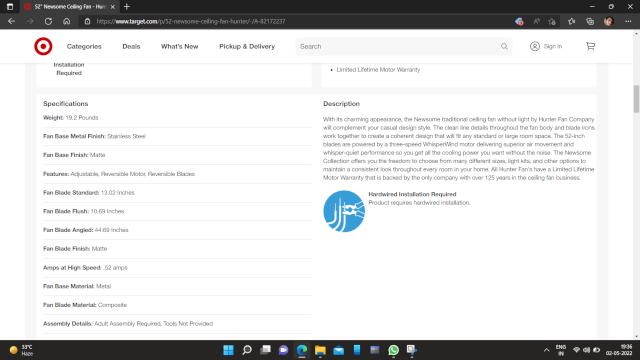 52" Newsome Ceiling Fan - Hunte
https://www.target.com/p/52-newsome-ceiling-fan-hunter/-/A-82172237
Categories
Deals
What's New
Pickup & Delivery
Search
Sign in
Installation
Required
Limited Lifetime Motor Warranty
Specifications
Weight: 19.2 Pounds
Fan Base Metal Finish: Stainless Steel
Fan Base Finish: Matte
Features: Adjustable, Reversible Motor, Reversible Blades
Fan Blade Standard: 13.02 Inches
Fan Blade Flush: 10.69 Inches
Fan Blade Angled: 44.69 Inches
Fan Blade Finish: Matte
Amps at High Speed: .52 amps
Fan Base Material: Metal
Fan Blade Material: Composite
Assembly Details: Adult Assembly Required, Tools Not Provided
Description
With its charming appearance, the Newsome traditional ceiling fan without light by Hunter Fan Company
will complement your casual design style. The clean line details throughout the fan body and blade irons
work together to create a coherent design that will fit any standard or large room space. The 52-inch
blades are powered by a three-speed WhisperWind motor delivering superior air movement and
whisper-quiet performance so you get all the cooling power you want without the noise. The Newsome
Collection offers you the freedom to choose from many different sizes, light kits, and other options to
maintain a consistent look throughout every room in your home. All Hunter Fan's have a Limited Lifetime
Motor Warranty that is backed by the only company with over 125 years in the ceiling fan business.
Hardwired Installation Required
Product requires hardwired installation.
33°C
Haze
ENG
IN
19:36
02-05-2022